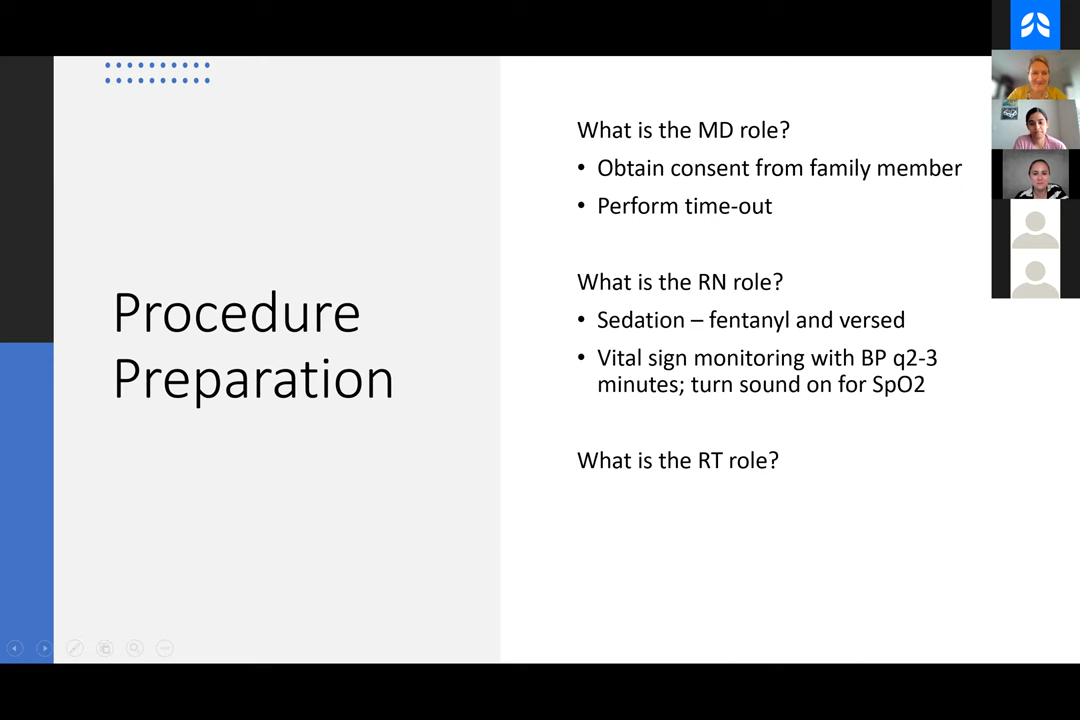 Procedure
Preparation
What is the MD role?
• Obtain consent from family member
• Perform time-out
What is the RN role?
• Sedation – fentanyl and versed
• Vital sign monitoring with BP q2-3
minutes; turn sound on for SpO2
What is the RT role?